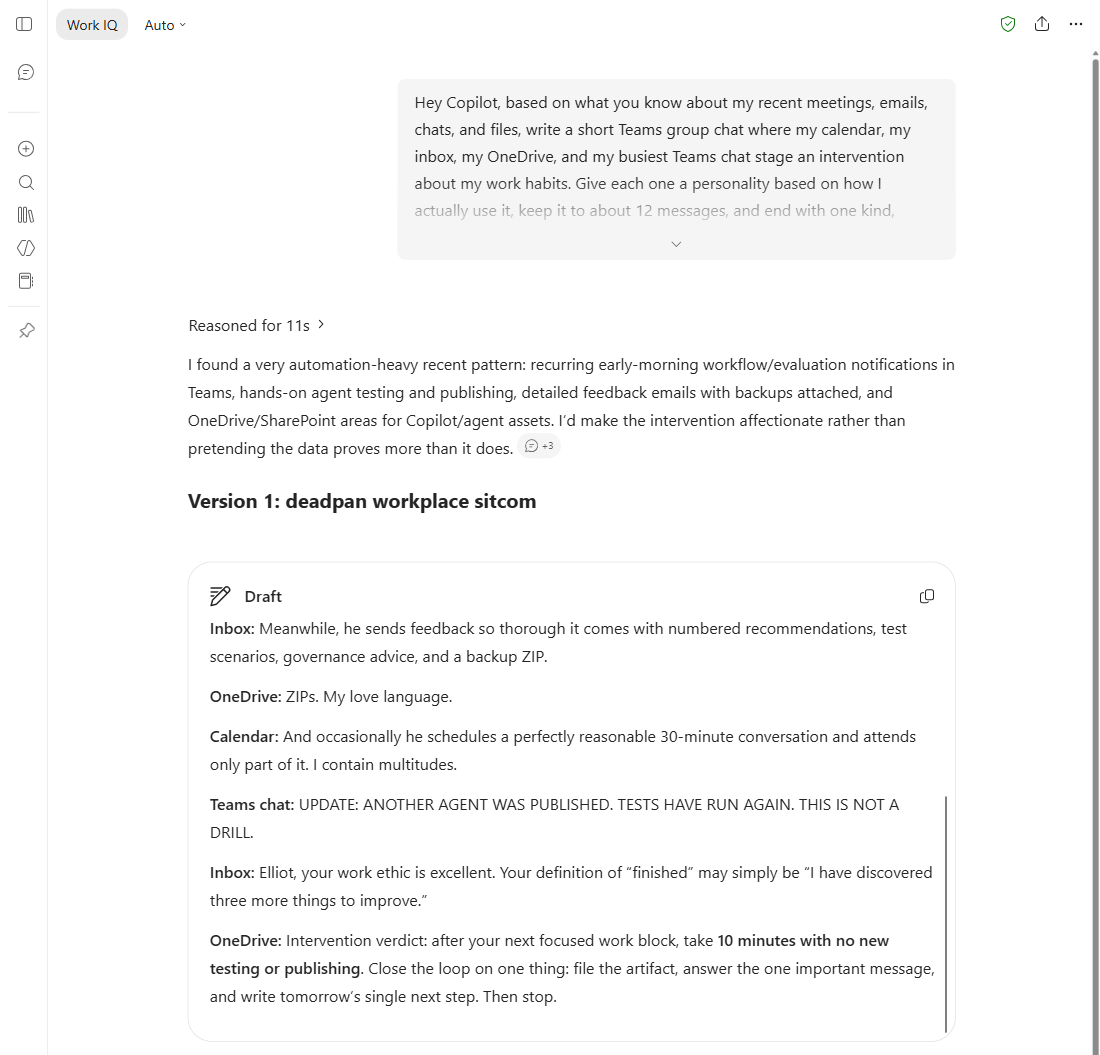 Work IQ
Auto
Hey Copilot, based on what you know about my recent meetings, emails,
chats, and files, write a short Teams group chat where my calendar, my
inbox, my OneDrive, and my busiest Teams chat stage an intervention
about my work habits. Give each one a personality based on how I
actually use it, keep it to about 12 messages, and end with one kind,
Reasoned for 11s
I found a very automation-heavy recent pattern: recurring early-morning workflow/evaluation notifications in
Teams, hands-on agent testing and publishing, detailed feedback emails with backups attached, and
OneDrive/SharePoint areas for Copilot/agent assets. I’d make the intervention affectionate rather than
pretending the data proves more than it does. +3
Version 1: deadpan workplace sitcom
Draft
Inbox: Meanwhile, he sends feedback so thorough it comes with numbered recommendations, test
scenarios, governance advice, and a backup ZIP.
OneDrive: ZIPs. My love language.
Calendar: And occasionally he schedules a perfectly reasonable 30-minute conversation and attends
only part of it. I contain multitudes.
Teams chat: UPDATE: ANOTHER AGENT WAS PUBLISHED. TESTS HAVE RUN AGAIN. THIS IS NOT A
DRILL.
Inbox: Elliot, your work ethic is excellent. Your definition of “finished” may simply be “I have discovered
three more things to improve.”
OneDrive: Intervention verdict: after your next focused work block, take 10 minutes with no new
testing or publishing. Close the loop on one thing: file the artifact, answer the one important message,
and write tomorrow’s single next step. Then stop.